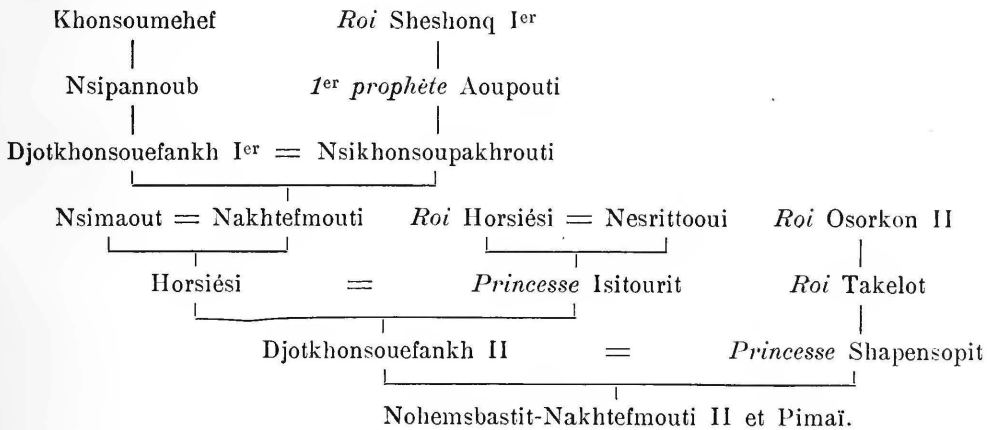 Khonsoumehef Roi Sheshonq Ier
Nsipannoub 1er prophète Aoupouti
Djotkhonsouefankh Ier = Nsikhonsoupakhrouti
Nsimaout = Nakhtefmouti Roi Horsiési = Nesrittooui Roi Osorkon II
Horsiési = Princesse Isitourit Roi Takelot
Djotkhonsouefankh II = Princesse Shapensopit
Nohemsbastit-Nakhtefmouti II et Pimaï.